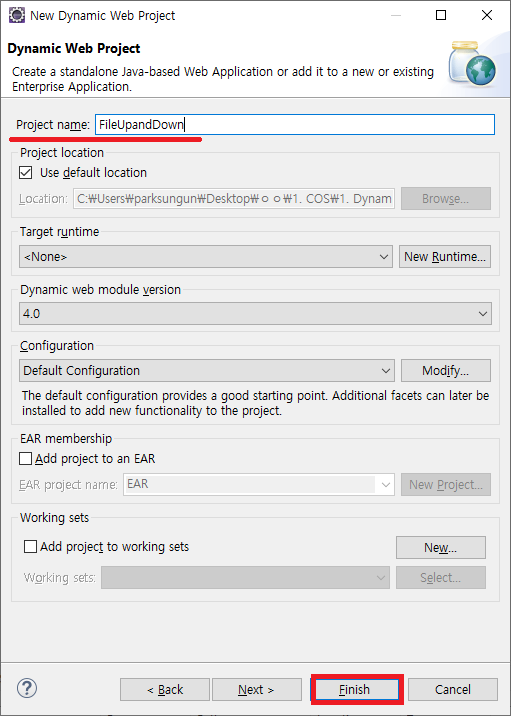 New Dynamic Web Project
Dynamic Web Project
Create a standalone Java-based Web Application or add it to a new or existing
Enterprise Application.
Project name: FileUpandDown
Project location
Use default location
Location: C:₩Users₩parksungun₩Desktop₩ㅇㅇ₩1. COS₩1. Dynam Browse...
Target runtime
<None> New Runtime...
Dynamic web module version
4.0
Configuration
Default Configuration Modify...
The default configuration provides a good starting point. Additional facets can later be
installed to add new functionality to the project.
EAR membership
Add project to an EAR
EAR project name: EAR New Project...
Working sets
Add project to working sets New...
Working sets: Select...
? < Back Next > Finish Cancel